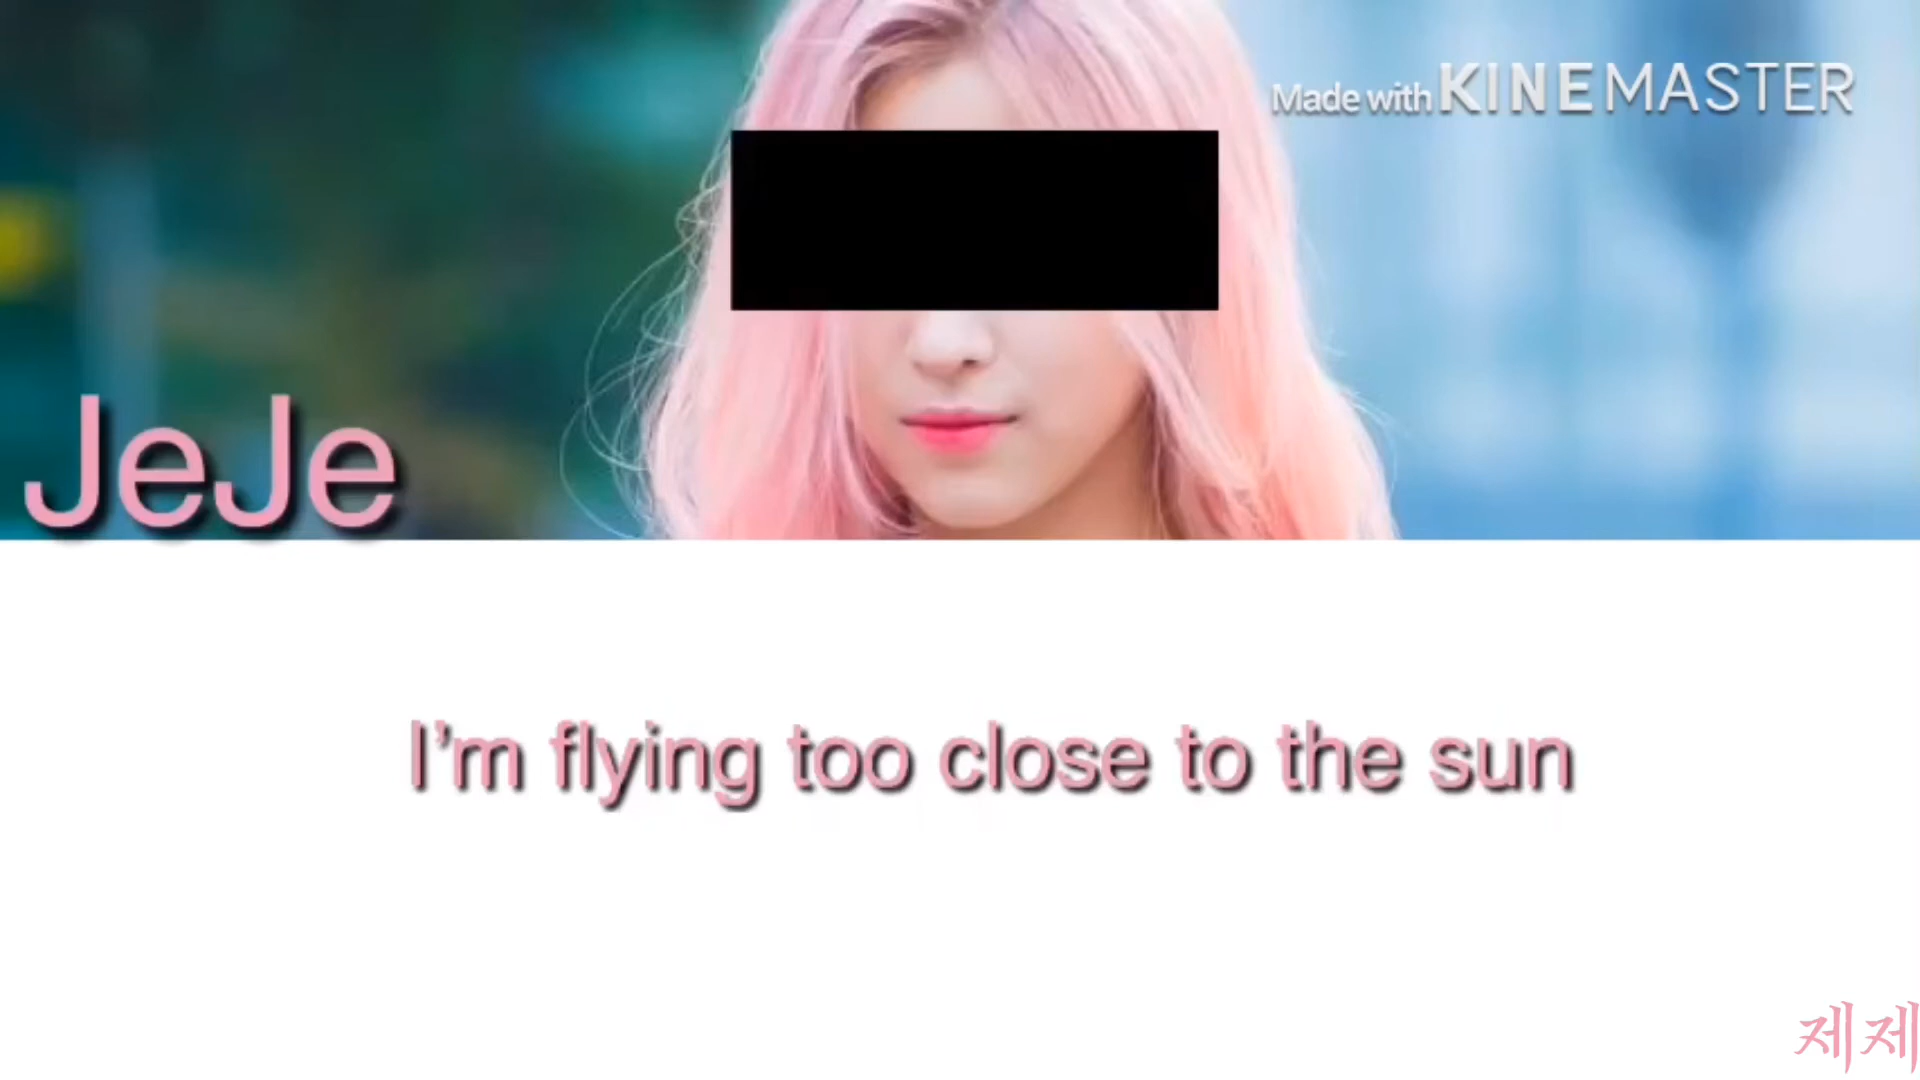 Made with KINEMASTER
JeJe
I'm flying too close to the sun
제제